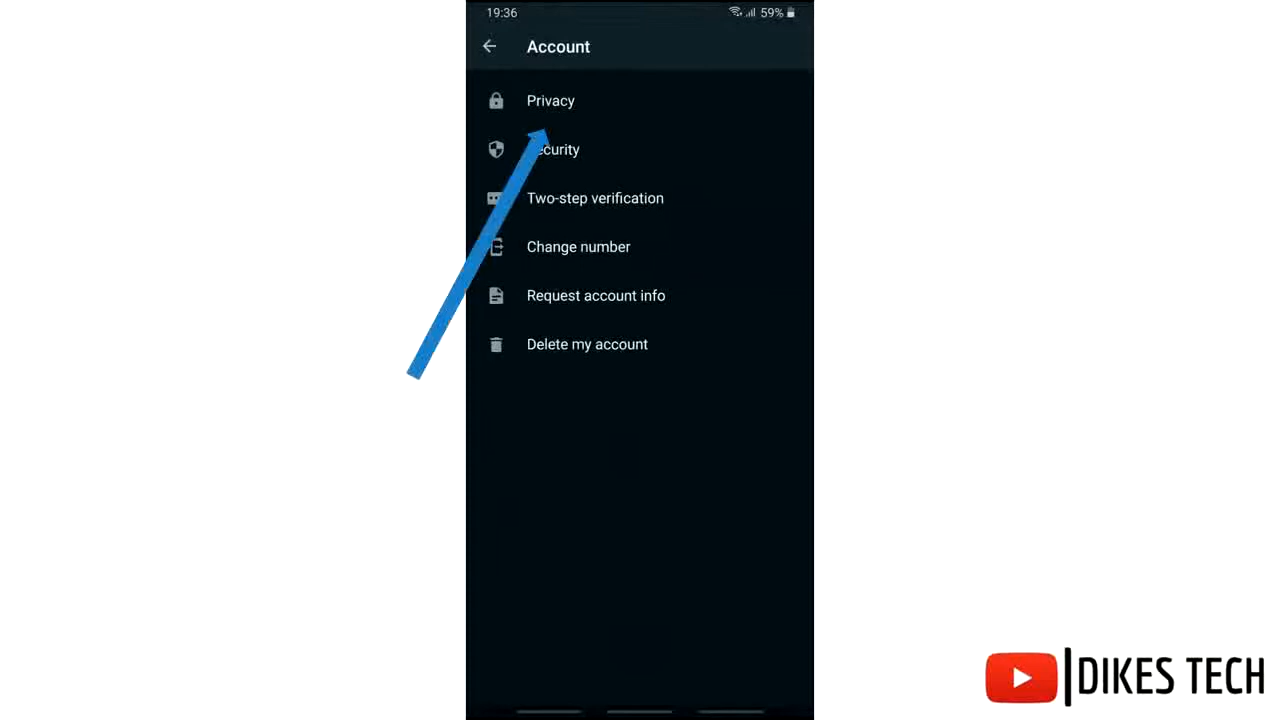 19:36
59%
Account
Privacy
ecurity
Two-step verification
Change number
Request account info
Delete my account
DIKES TECH